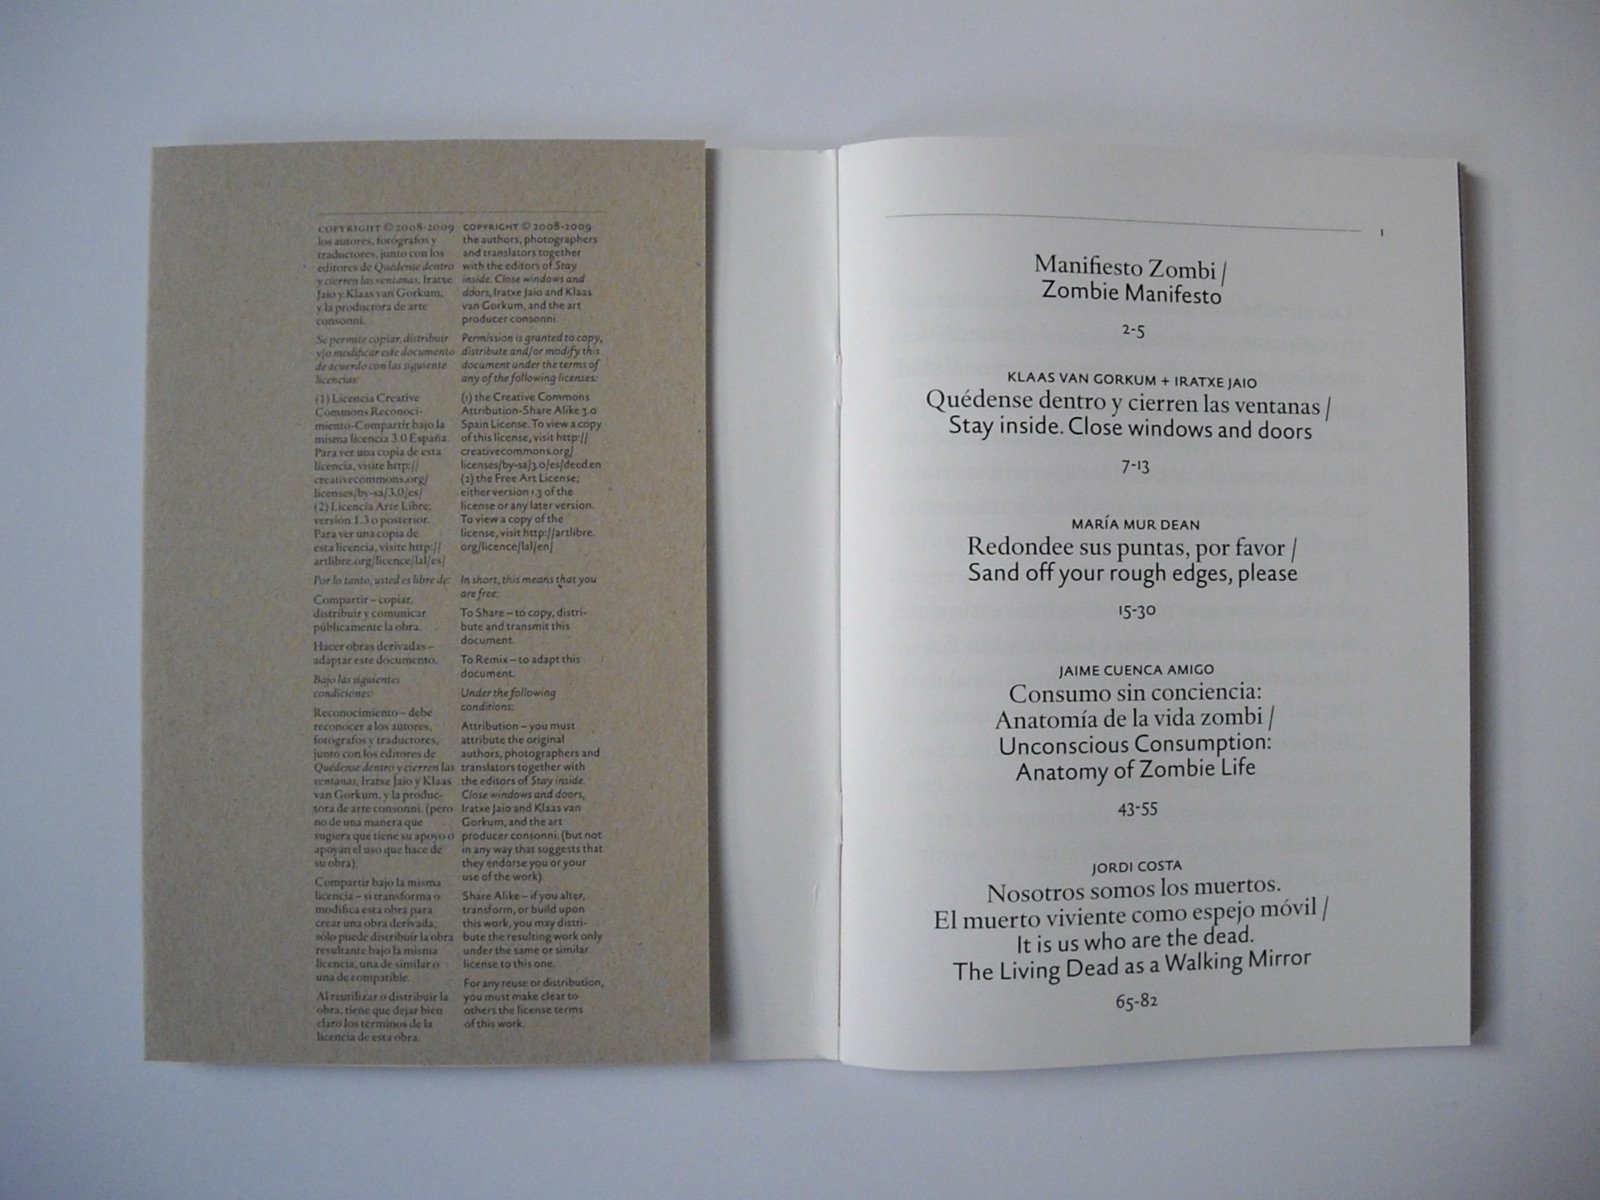 COPYRIGHT © 2008-2009
los autores, fotógrafos y
traductores, junto con los
editores de Quédense dentro
y cierren las ventanas, Iratxe
Jaio y Klaas van Gorkum,
y la productora de arte
consonni.
Se permite copiar, distribuir
y/o modificar este documento
de acuerdo con las siguiente
licencias:
(1) Licencia Creative
Commons Reconoci-
miento-Compartir bajo la
misma licencia 3.0 España.
Para ver una copia de esta
licencia, visite http://
creativecommons.org/
licenses/by-sa/3.0/es/
(2) Licencia Arte Libre;
versión 1.3 o posterior.
Para ver una copia de
esta licencia, visite http://
artlibre.org/licence/lal/es/
Por lo tanto, usted es libre de:
Compartir – copiar,
distribuir y comunicar
públicamente la obra.
Hacer obras derivadas –
adaptar este documento.
Bajo las siguientes
condiciones:
Reconocimiento – debe
reconocer a los autores,
fotógrafos y traductores,
junto con los editores de
Quédense dentro y cierren las
ventanas, Iratxe Jaio y Klaas
van Gorkum, y la produc-
tora de arte consonni. (pero
no de una manera que
sugiera que tiene su apoyo o
apoyan el uso que hace de
su obra).
Compartir bajo la misma
licencia – si transforma o
modifica esta obra para
crear una obra derivada,
sólo puede distribuir la obra
resultante bajo la misma
licencia, una de similar o
una de compatible.
Al reutilizar o distribuir la
obra, tiene que dejar bien
claro los términos de la
licencia de esta obra.
COPYRIGHT © 2008-2009
the authors, photographers
and translators together
with the editors of Stay
inside. Close windows and
doors, Iratxe Jaio and Klaas
van Gorkum, and the art
producer consonni.
Permission is granted to copy,
distribute and/or modify this
document under the terms of
any of the following licenses:
(1) the Creative Commons
Attribution-Share Alike 3.0
Spain License. To view a copy
of this license, visit http://
creativecommons.org/
licenses/by-sa/3.0/es/deed.en
(2) the Free Art License;
either version 1.3 of the
license or any later version.
To view a copy of the
license, visit http://artlibre.
org/licence/lal/en/
In short, this means that you
are free:
To Share – to copy, distri-
bute and transmit this
document.
To Remix – to adapt this
document.
Under the following
conditions:
Attribution – you must
attribute the original
authors, photographers and
translators together with
the editors of Stay inside.
Close windows and doors,
Iratxe Jaio and Klaas van
Gorkum, and the art
producer consonni. (but not
in any way that suggests that
they endorse you or your
use of the work).
Share Alike – if you alter,
transform, or build upon
this work, you may distri-
bute the resulting work only
under the same or similar
license to this one.
For any reuse or distribution,
you must make clear to
others the license terms
of this work.
1
Manifiesto Zombi /
Zombie Manifesto
2-5
KLAAS VAN GORKUM + IRATXE JAIO
Quédense dentro y cierren las ventanas /
Stay inside. Close windows and doors
7-13
MARÍA MUR DEAN
Redondee sus puntas, por favor /
Sand off your rough edges, please
15-30
JAIME CUENCA AMIGO
Consumo sin conciencia:
Anatomía de la vida zombi /
Unconscious Consumption:
Anatomy of Zombie Life
43-55
JORDI COSTA
Nosotros somos los muertos.
El muerto viviente como espejo móvil /
It is us who are the dead.
The Living Dead as a Walking Mirror
65-82